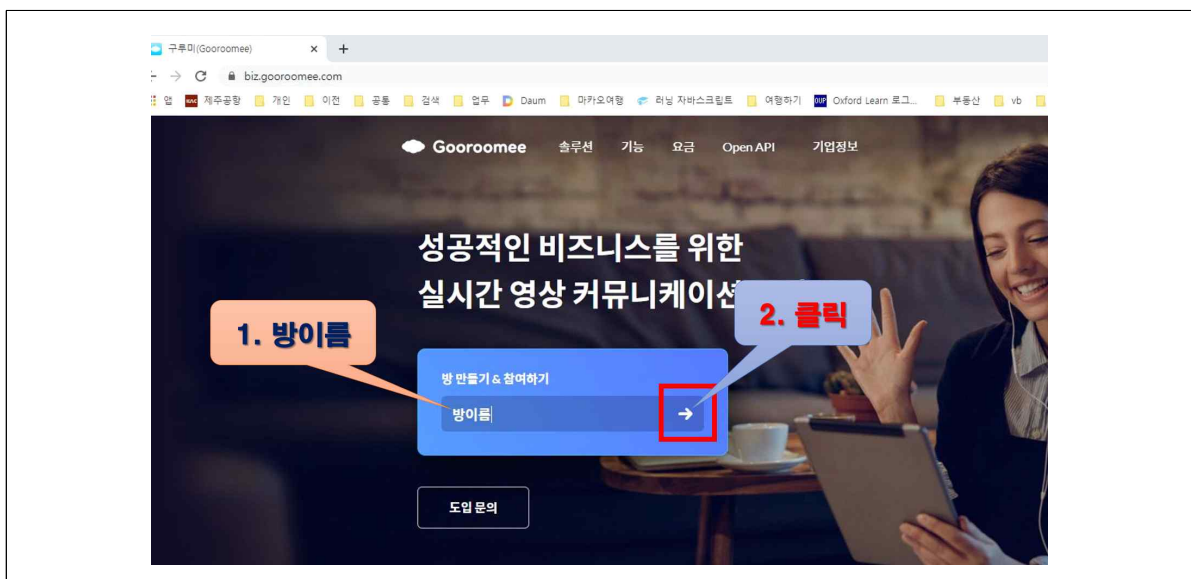 구루미(Gooroomee)
biz.gooroomee.com
앱 제주공항 개인 이전 공통 검색 업무 Daum 마카오여행 러닝 자바스크립트 여행하기 Oxford Learn 로그... 부동산 vb
Gooroomee 솔루션 기능 요금 Open API 기업정보
성공적인 비즈니스를 위한
실시간 영상 커뮤니케이션
1. 방이름
2. 클릭
방 만들기 & 참여하기
방이름
도입 문의